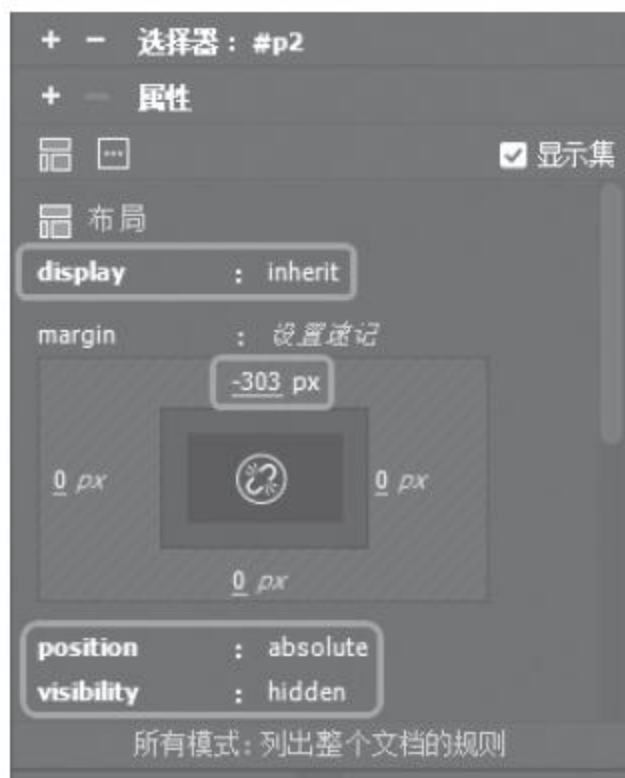 + − 选择器：#p2
+ − 属性
显示集
布局
display : inherit
margin : 设置速记
-303 px
0 px
0 px
0 px
position : absolute
visibility : hidden
所有模式：列出整个文档的规则